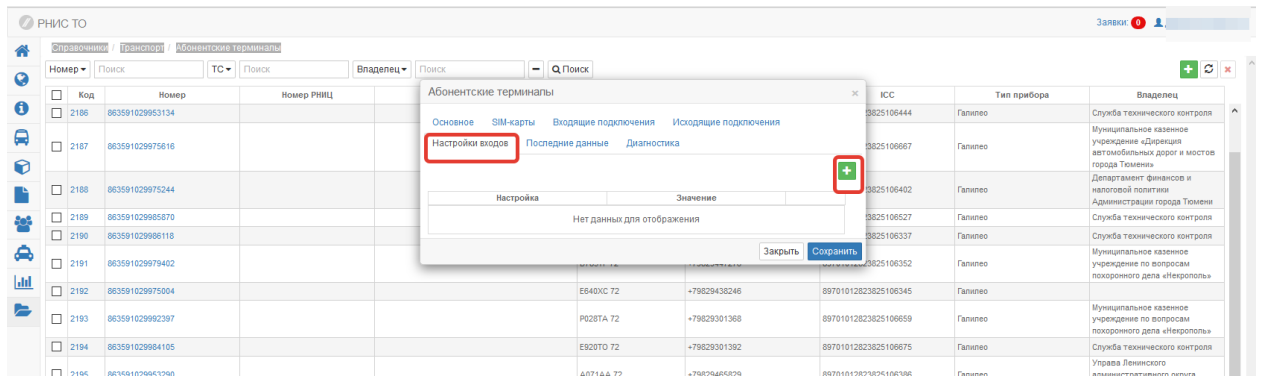 РНИС ТО
Заявки: 0
Справочники / Транспорт / Абонентские терминалы
Номер Поиск ТС Поиск Владелец Поиск Поиск
Код Номер Номер РНИЦ ICC Тип прибора Владелец
Абонентские терминалы
Основное SIM-карты Входящие подключения Исходящие подключения
Настройки входов Последние данные Диагностика
Настройка Значение
Нет данных для отображения
Закрыть Сохранить
2186 863591029953134 23825106444 Галилео Служба технического контроля
2187 863591029975616 23825106667 Галилео Муниципальное казенное
учреждение «Дирекция
автомобильных дорог и мостов
города Тюмени»
2188 863591029975244 23825106402 Галилео Департамент финансов и
налоговой политики
Администрации города Тюмени
2189 863591029985870 23825106527 Галилео Служба технического контроля
2190 863591029986118 23825106337 Галилео Служба технического контроля
2191 863591029979402 23825106352 Галилео Муниципальное казенное
учреждение по вопросам
похоронного дела «Некрополь»
2192 863591029975004 Е640ХС 72 +79829438246 89701012823825106345 Галилео
2193 863591029992397 Р028ТА 72 +79829301368 89701012823825106659 Галилео Муниципальное казенное
учреждение по вопросам
похоронного дела «Некрополь»
2194 863591029984105 Е920ТО 72 +79829301392 89701012823825106675 Галилео Служба технического контроля
2195 863591029953290 А071АА 72 +79829465829 89701012823825106386 Галилео Управа Ленинского
административного округа